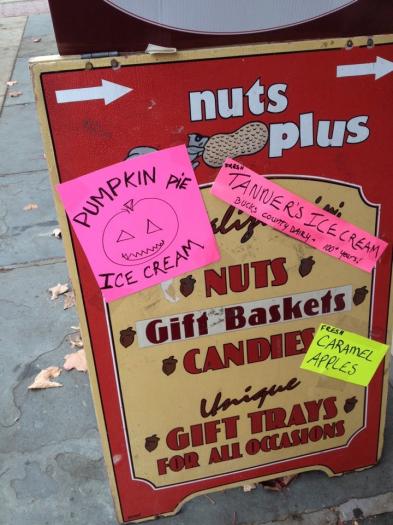 nuts
plus
PUMPKIN PiE
ICE CREAM
FRESH
TANNER'S ICE CREAM
BUCKS COUNTY DAIRY - 100+ years!
NUTS
Gift Baskets
CANDIES
FRESH
CARAMEL
APPLES
Unique
GIFT TRAYS
FOR ALL OCCASIONS